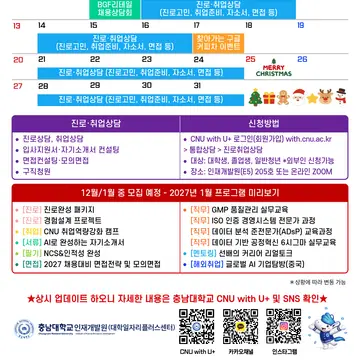 BGF리테일
채용상담회
진로·취업상담
(진로고민, 취업준비, 자소서, 면접 등)
13 14 15 16 17 18 19
진로·취업상담
(진로고민, 취업준비, 자소서, 면접 등)
찾아가는 구골
커피차 이벤트
20 21 22 23 24 25 26
진로·취업상담
(진로고민, 취업준비, 자소서, 면접 등)
MERRY
CHRISTMAS
27 28 29 30 31
진로·취업상담
(진로고민, 취업준비, 자소서, 면접 등)
진로·취업상담
• 진로상담, 취업상담
• 입사지원서·자기소개서 컨설팅
• 면접컨설팅·모의면접
• 구직청원
신청방법
• CNU with U+ 로그인(회원가입) with.cnu.ac.kr
> 통합상담 > 진로취업상담
• 대상: 대학생, 졸업생, 일반청년 *외부인 신청가능
• 장소: 인재개발원(E5) 205호 또는 온라인 ZOOM
12월/1월 중 모집 예정 - 2027년 1월 프로그램 미리보기
• [진로] 진로완성 패키지
• [진로] 경험설계 프로젝트
• [취업] CNU 취업역량강화 캠프
• [서류] AI로 완성하는 자기소개서
• [필기] NCS&인적성 완성
• [면접] 2027 채용대비 면접전략 및 모의면접
• [직무] GMP 품질관리 실무교육
• [직무] ISO 인증 경영시스템 전문가 과정
• [직무] 데이터 분석 준전문가(ADsP) 교육과정
• [직무] 데이터 기반 공정혁신 6시그마 실무교육
• [멘토링] 선배의 커리어 리얼토크
• [해외취업] 글로벌 AI 기업탐방(중국)
*상황에 따라 변동 가능
★상시 업데이트 하오니 자세한 내용은 충남대학교 CNU with U+ 및 SNS 확인★
충남대학교인재개발원(대학일자리플러스센터)
CNU with U+ 카카오채널 인스타그램